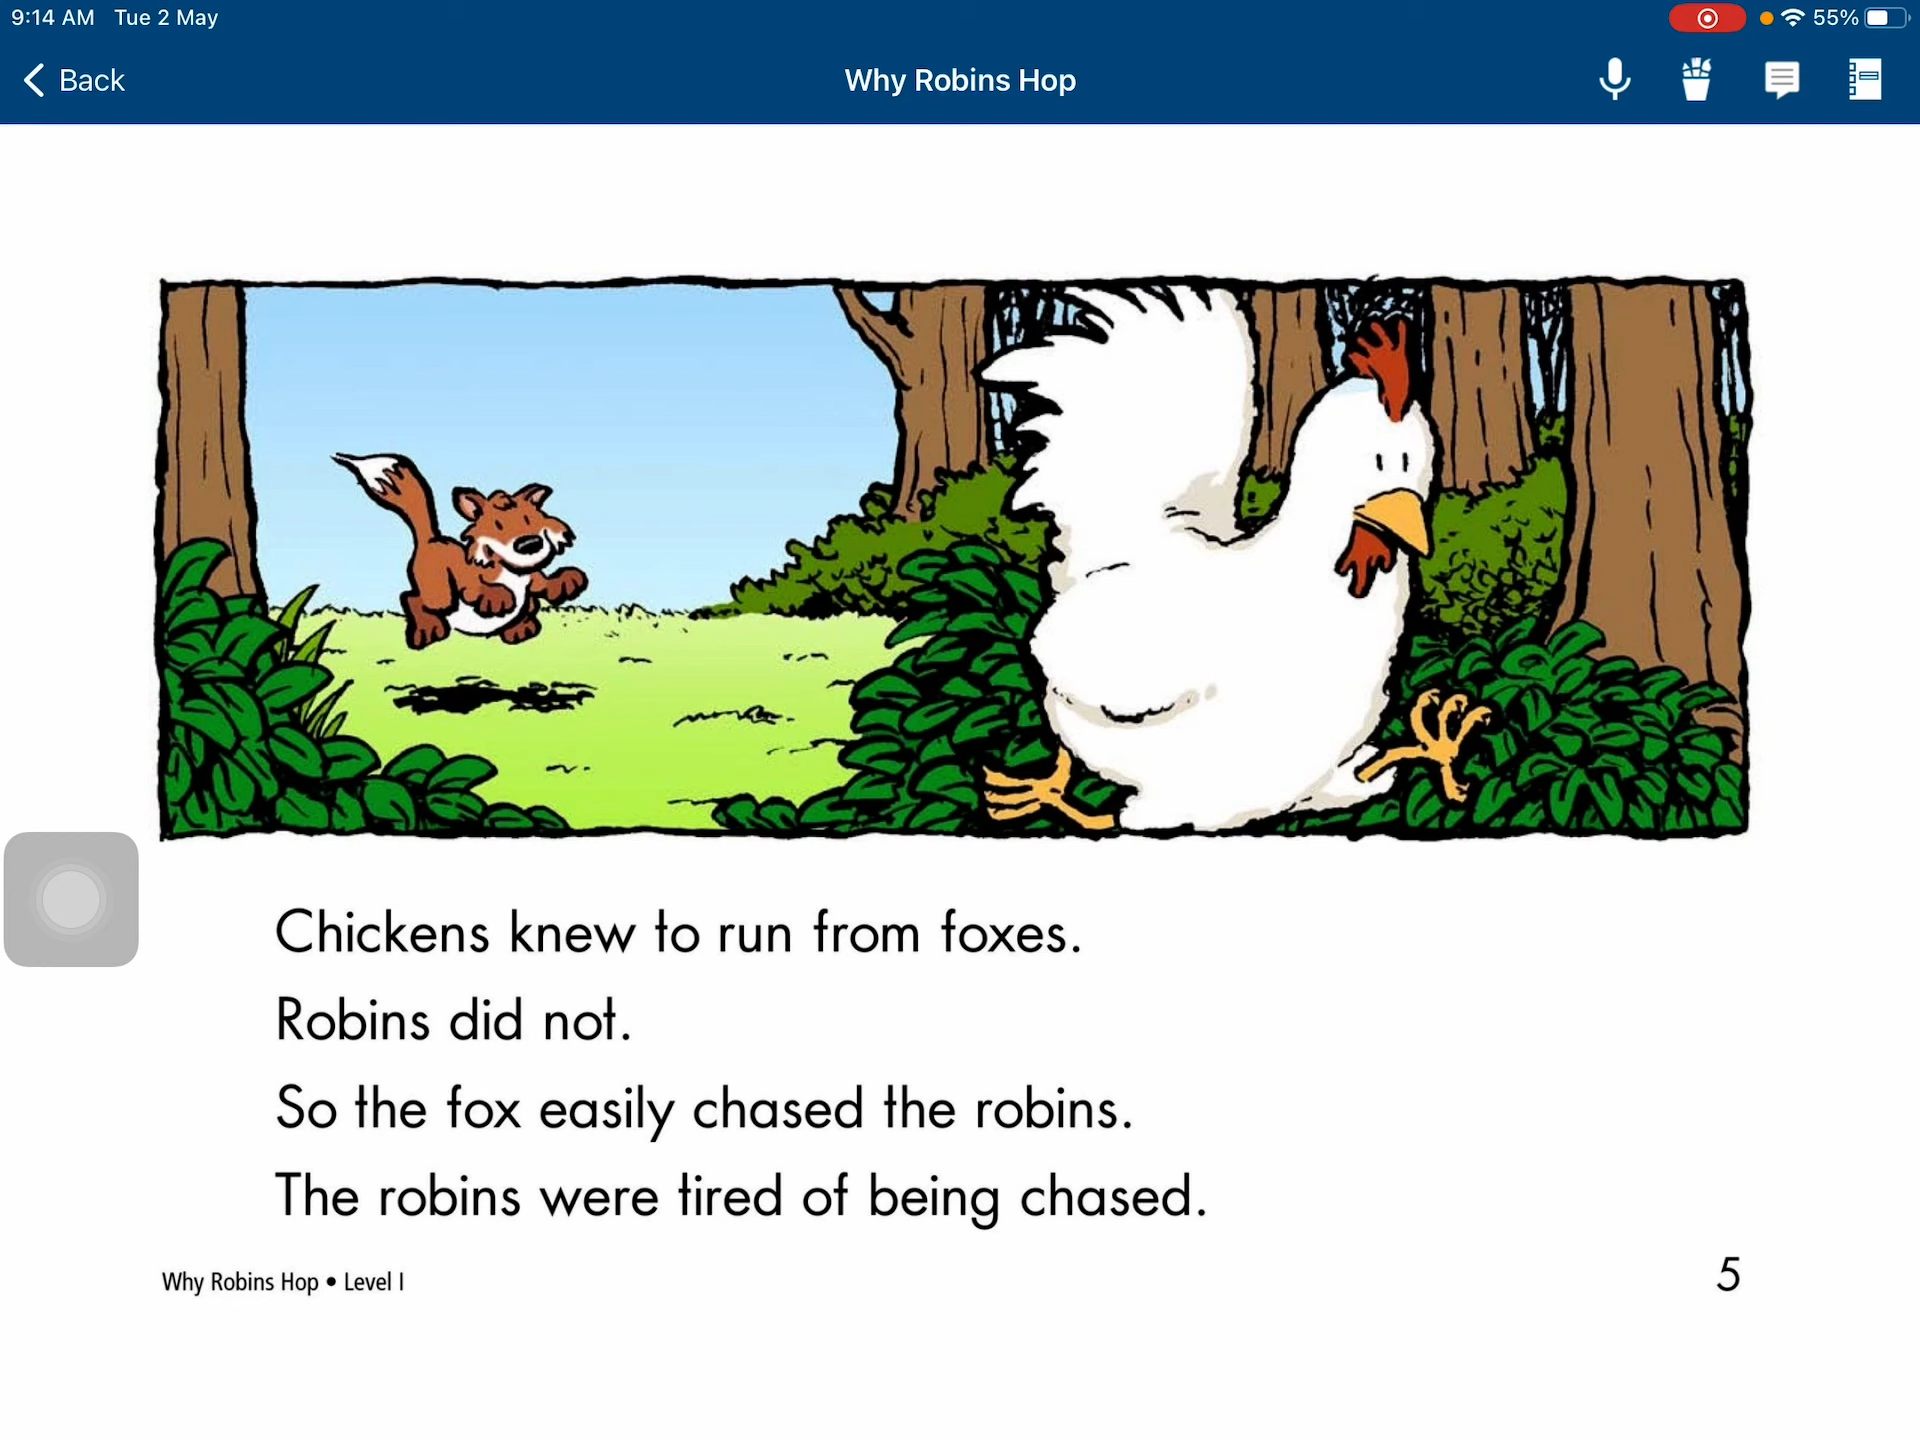 9:14 AM Tue 2 May
55%
Back
Why Robins Hop
Chickens knew to run from foxes.
Robins did not.
So the fox easily chased the robins.
The robins were tired of being chased.
Why Robins Hop • Level I
5